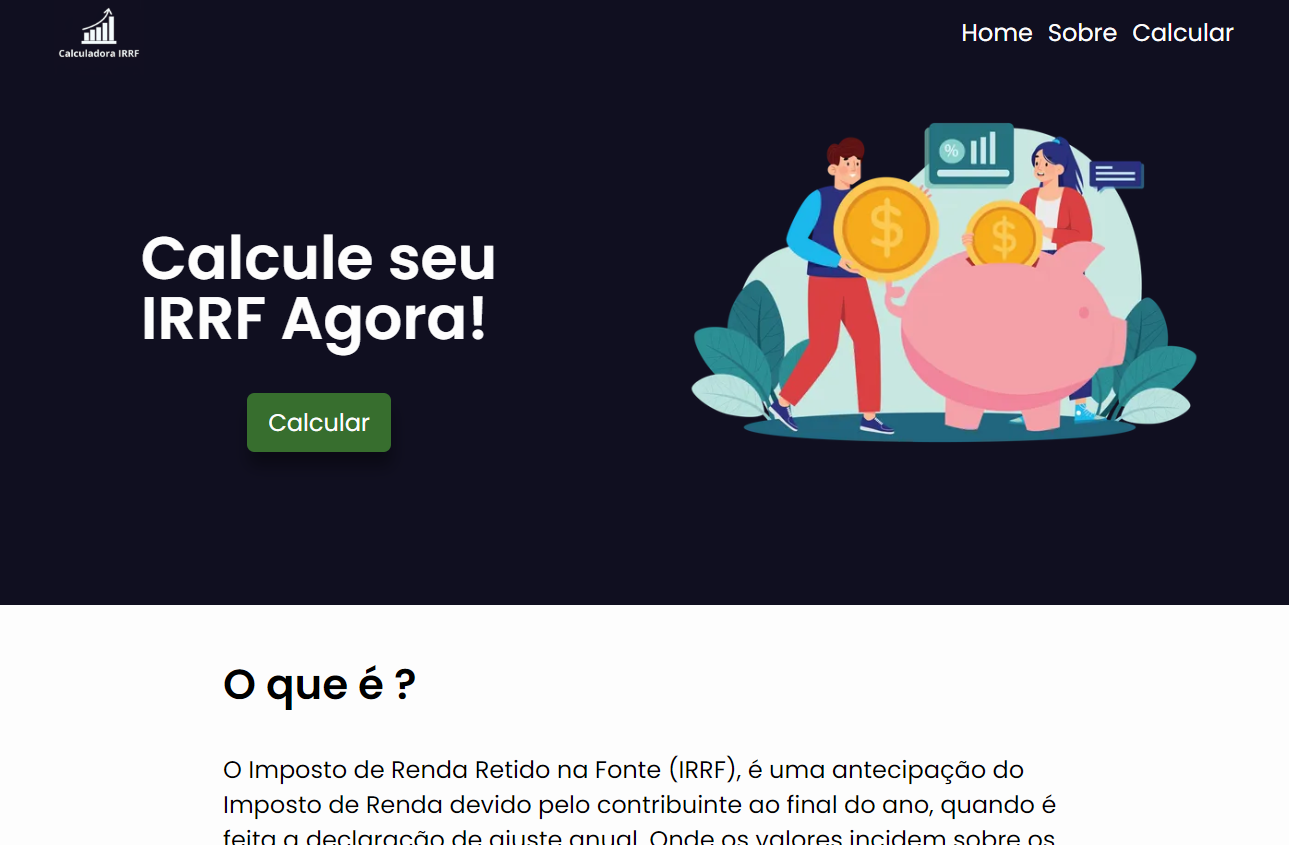 Calculadora IRRF
Home Sobre Calcular
%
$
$
Calcule seu
IRRF Agora!
Calcular
O que é ?
O Imposto de Renda Retido na Fonte (IRRF), é uma antecipação do
Imposto de Renda devido pelo contribuinte ao final do ano, quando é
feita a declaração de ajuste anual. Onde os valores incidem sobre os